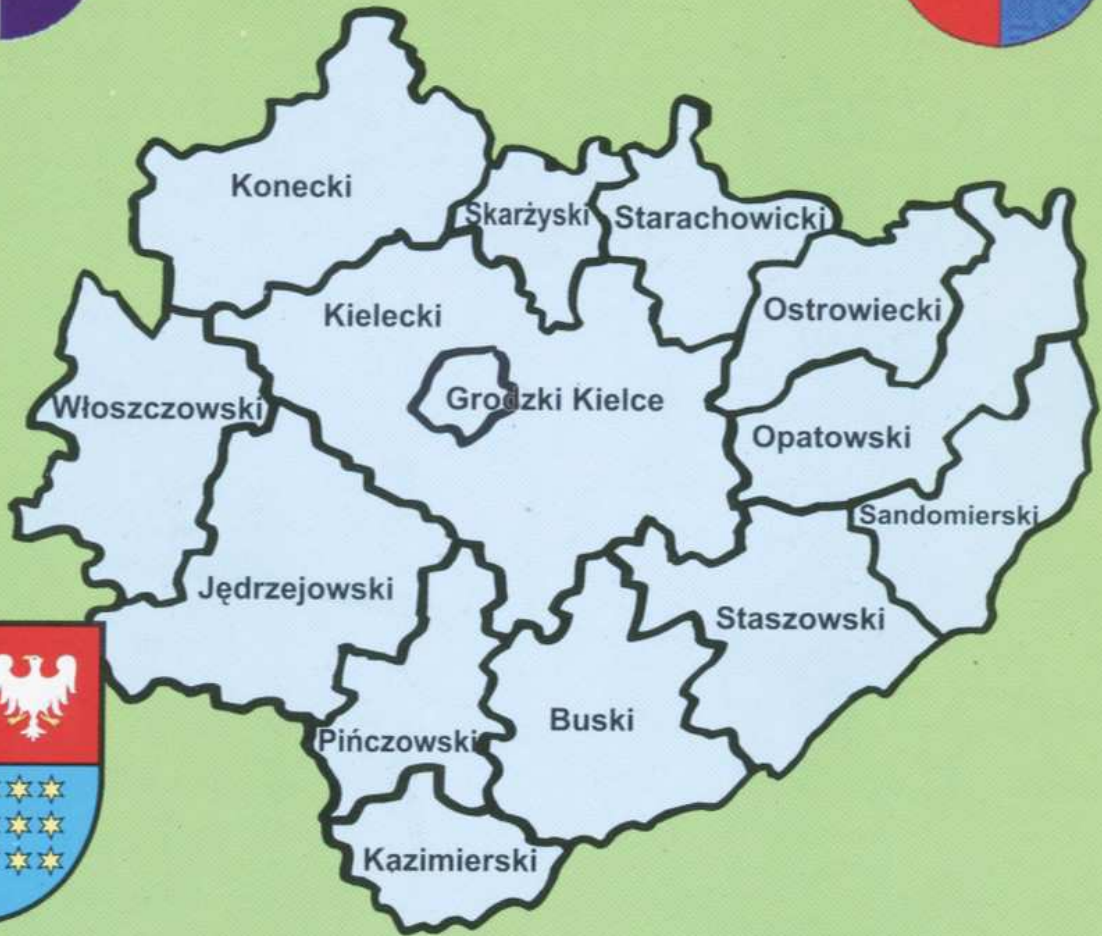 Konecki
Skarżyski
Starachowicki
Kielecki
Ostrowiecki
Grodzki Kielce
Włoszczowski
Opatowski
Sandomierski
Jędrzejowski
Staszowski
Pińczowski
Buski
Kazimierski